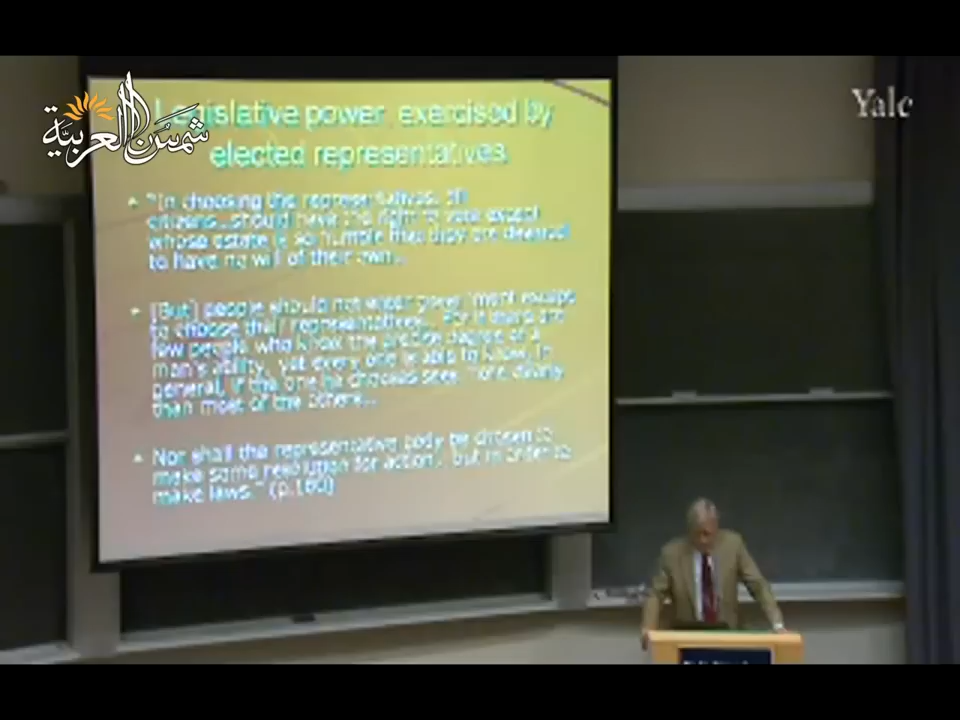 شمس العربية
Yale
Legislative power, exercised by
elected representatives
"In choosing the representatives, all
citizens...should have the right to vote except
whose estate is so humble that they are deemed
to have no will of their own...
[But] people should not enter government except
to choose their representatives... For if there are
few people who know the precise degree of a
man's ability, yet every one is able to know, in
general, if the one he chooses sees more clearly
than most of the others...
Nor shall the representative body be chosen to
make some resolution for action, but in order to
make laws." (p.160)